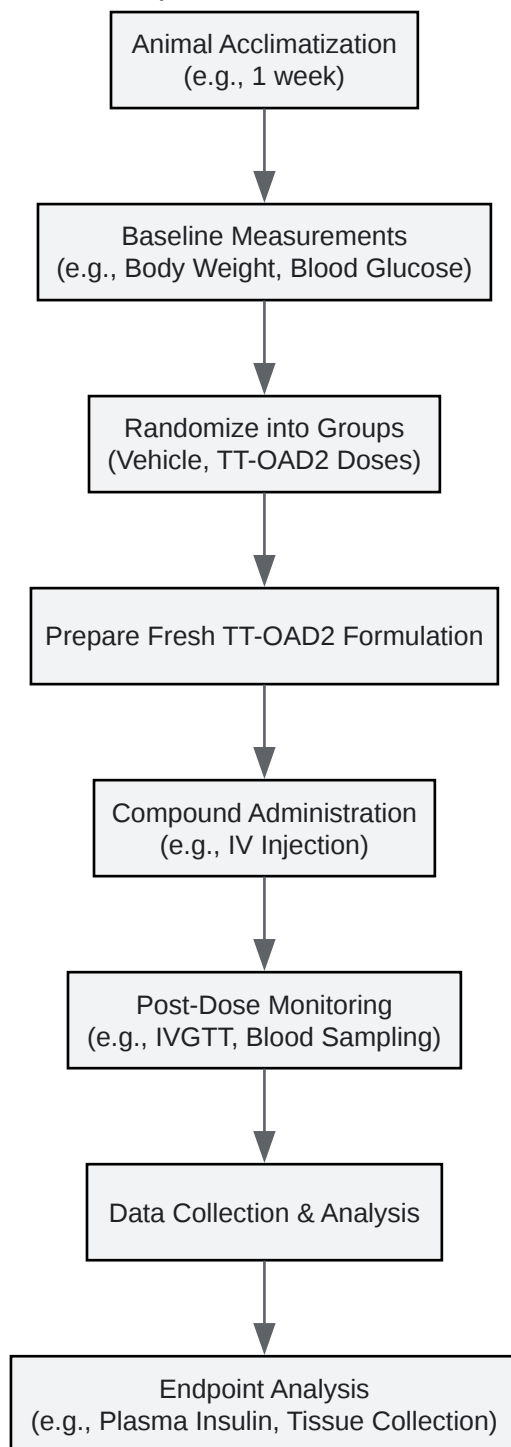 Animal Acclimatization
(e.g., 1 week)
Baseline Measurements
(e.g., Body Weight, Blood Glucose)
Randomize into Groups
(Vehicle, TT-OAD2 Doses)
Prepare Fresh TT-OAD2 Formulation
Compound Administration
(e.g., IV Injection)
Post-Dose Monitoring
(e.g., IVGTT, Blood Sampling)
Data Collection & Analysis
Endpoint Analysis
(e.g., Plasma Insulin, Tissue Collection)